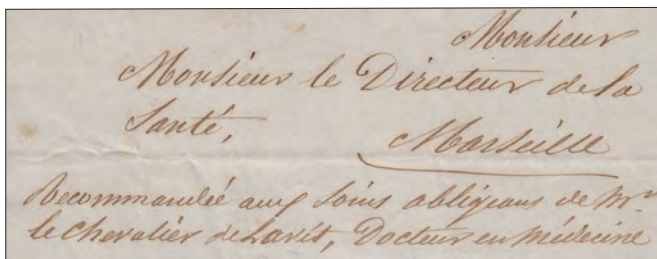 Monsieur
Monsieur le Directeur de la
Santé,
Marseille
Recommandée aux soins obligeans de Mr
le Chevalier de Lavit, Docteur en Médecine